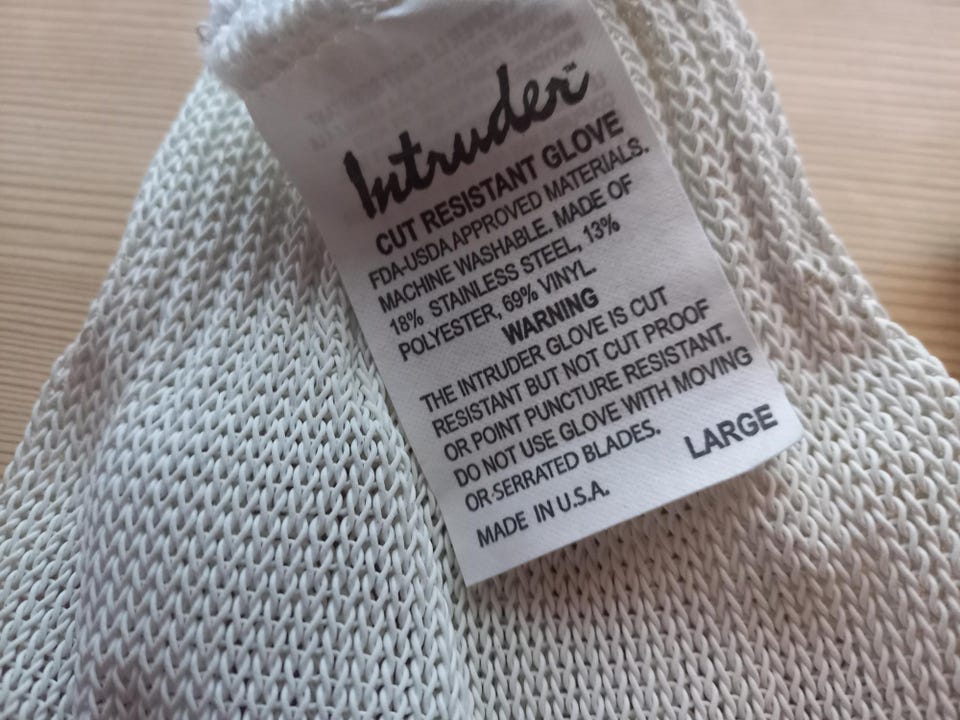 Intruder™
CUT RESISTANT GLOVE
FDA-USDA APPROVED MATERIALS.
MACHINE WASHABLE. MADE OF
18% STAINLESS STEEL, 13%
POLYESTER, 69% VINYL.
WARNING
THE INTRUDER GLOVE IS CUT
RESISTANT BUT NOT CUT PROOF
OR POINT PUNCTURE RESISTANT.
DO NOT USE GLOVE WITH MOVING
OR SERRATED BLADES.
LARGE
MADE IN U.S.A.